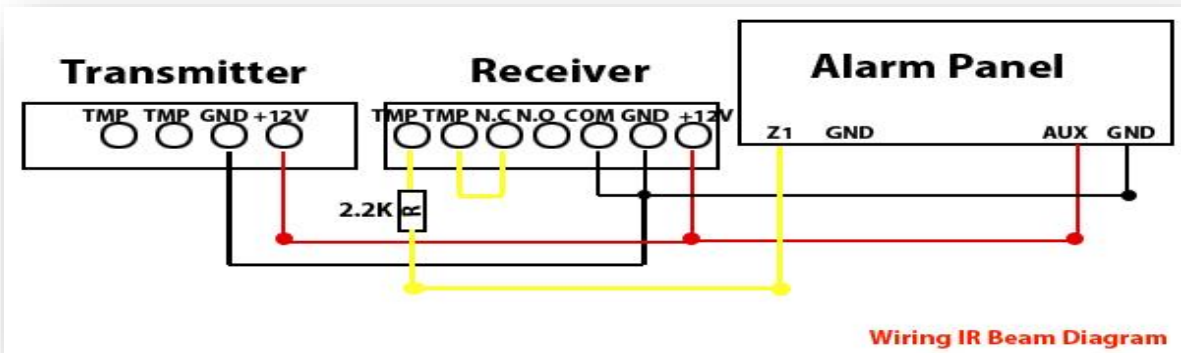 Transmitter
Receiver
Alarm Panel
TMP TMP GND +12V
TMP TMP N.C N.O COM GND +12V
Z1 GND AUX GND
2.2K R
Wiring IR Beam Diagram